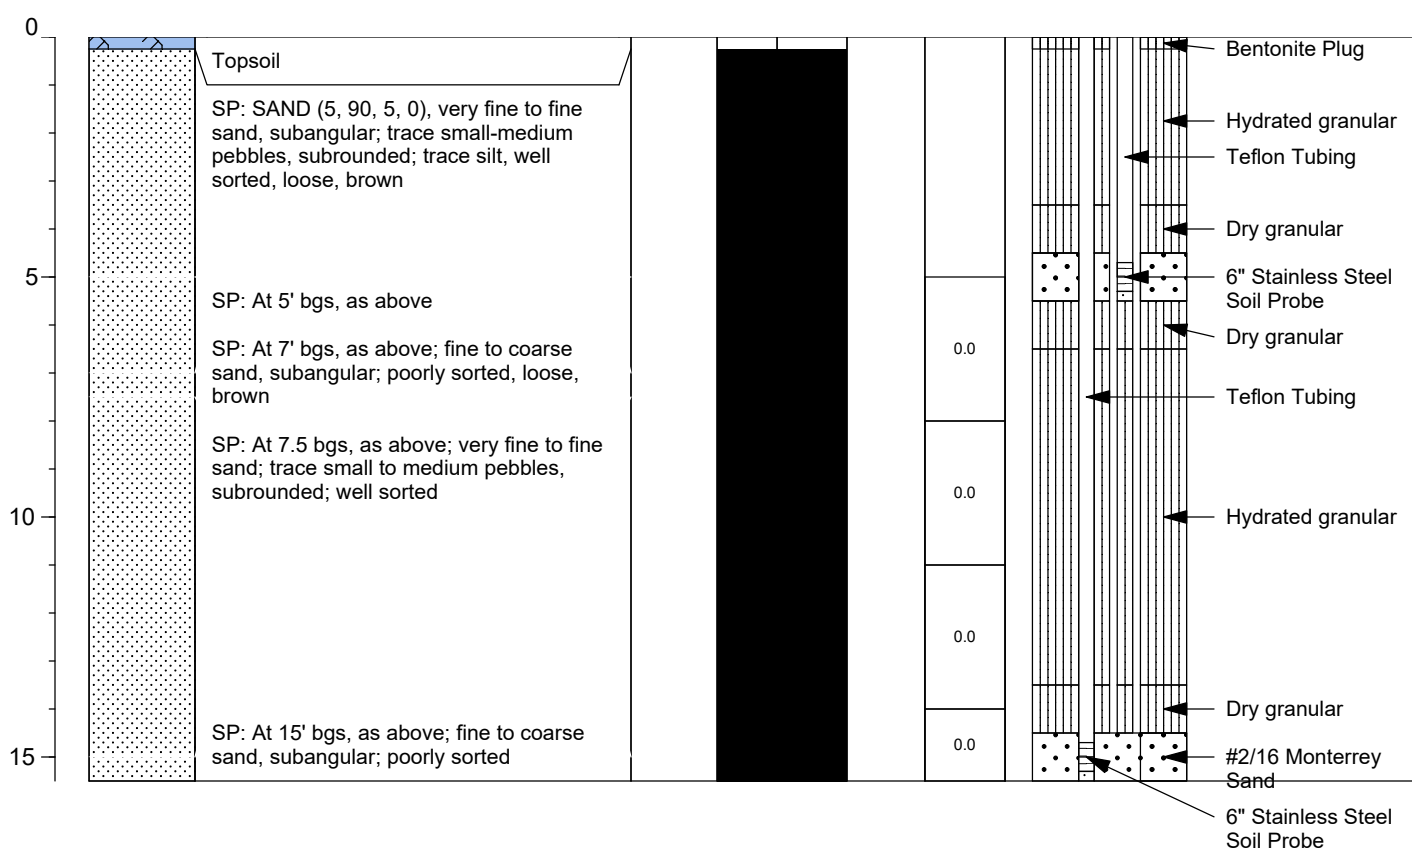 0
Topsoil
SP: SAND (5, 90, 5, 0), very fine to fine
sand, subangular; trace small-medium
pebbles, subrounded; trace silt, well
sorted, loose, brown
5
SP: At 5' bgs, as above
SP: At 7' bgs, as above; fine to coarse
sand, subangular; poorly sorted, loose,
brown
SP: At 7.5 bgs, as above; very fine to fine
sand; trace small to medium pebbles,
subrounded; well sorted
10
SP: At 15' bgs, as above; fine to coarse
sand, subangular; poorly sorted
15
0.0
0.0
0.0
0.0
Bentonite Plug
Hydrated granular
Teflon Tubing
Dry granular
6" Stainless Steel
Soil Probe
Dry granular
Teflon Tubing
Hydrated granular
Dry granular
#2/16 Monterrey
Sand
6" Stainless Steel
Soil Probe